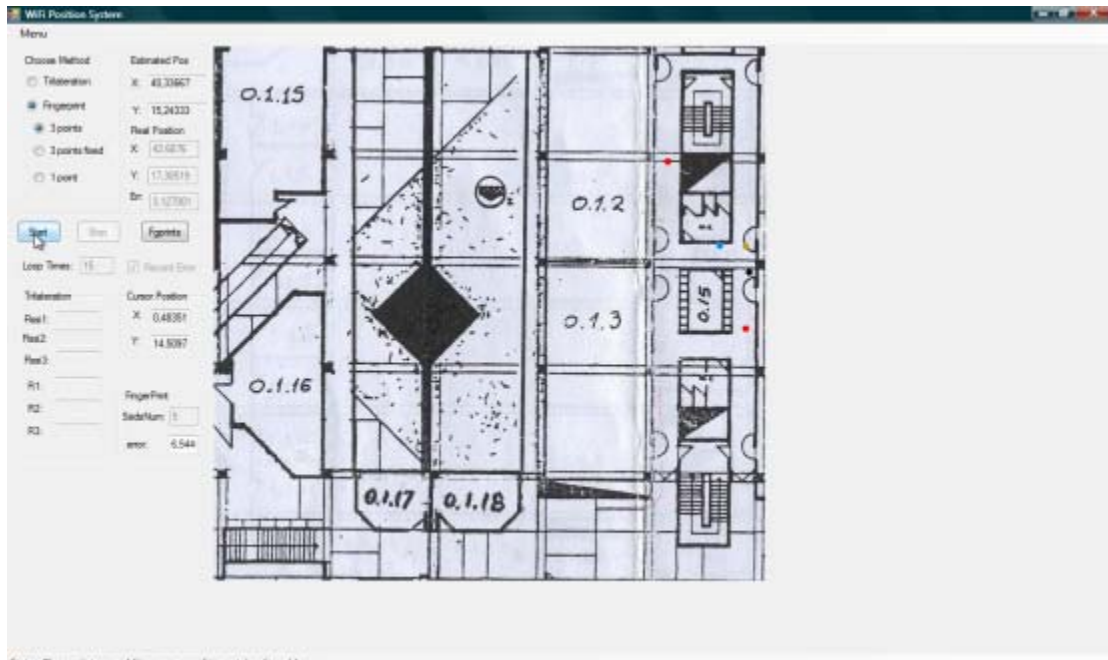 WiFi Position System
Menu
Choose Method
Trilateration
Fingerprint
3 points
3 points fixed
1 point
Estimated Pos
X:
Y: 15,24333
Real Position
X:
Y:
Err:
Start
Stop
Fgprints
Loop Times: 15
Record Error
Trilateration
Res1:
Res2:
Res3:
R1:
R2:
R3:
Cursor Position
X: 0,48351
Y: 14,5097
FingerPrint
error: 6,544
0.1.15
0.1.2
0.15
0.1.3
0.1.16
0.1.17
0.1.18